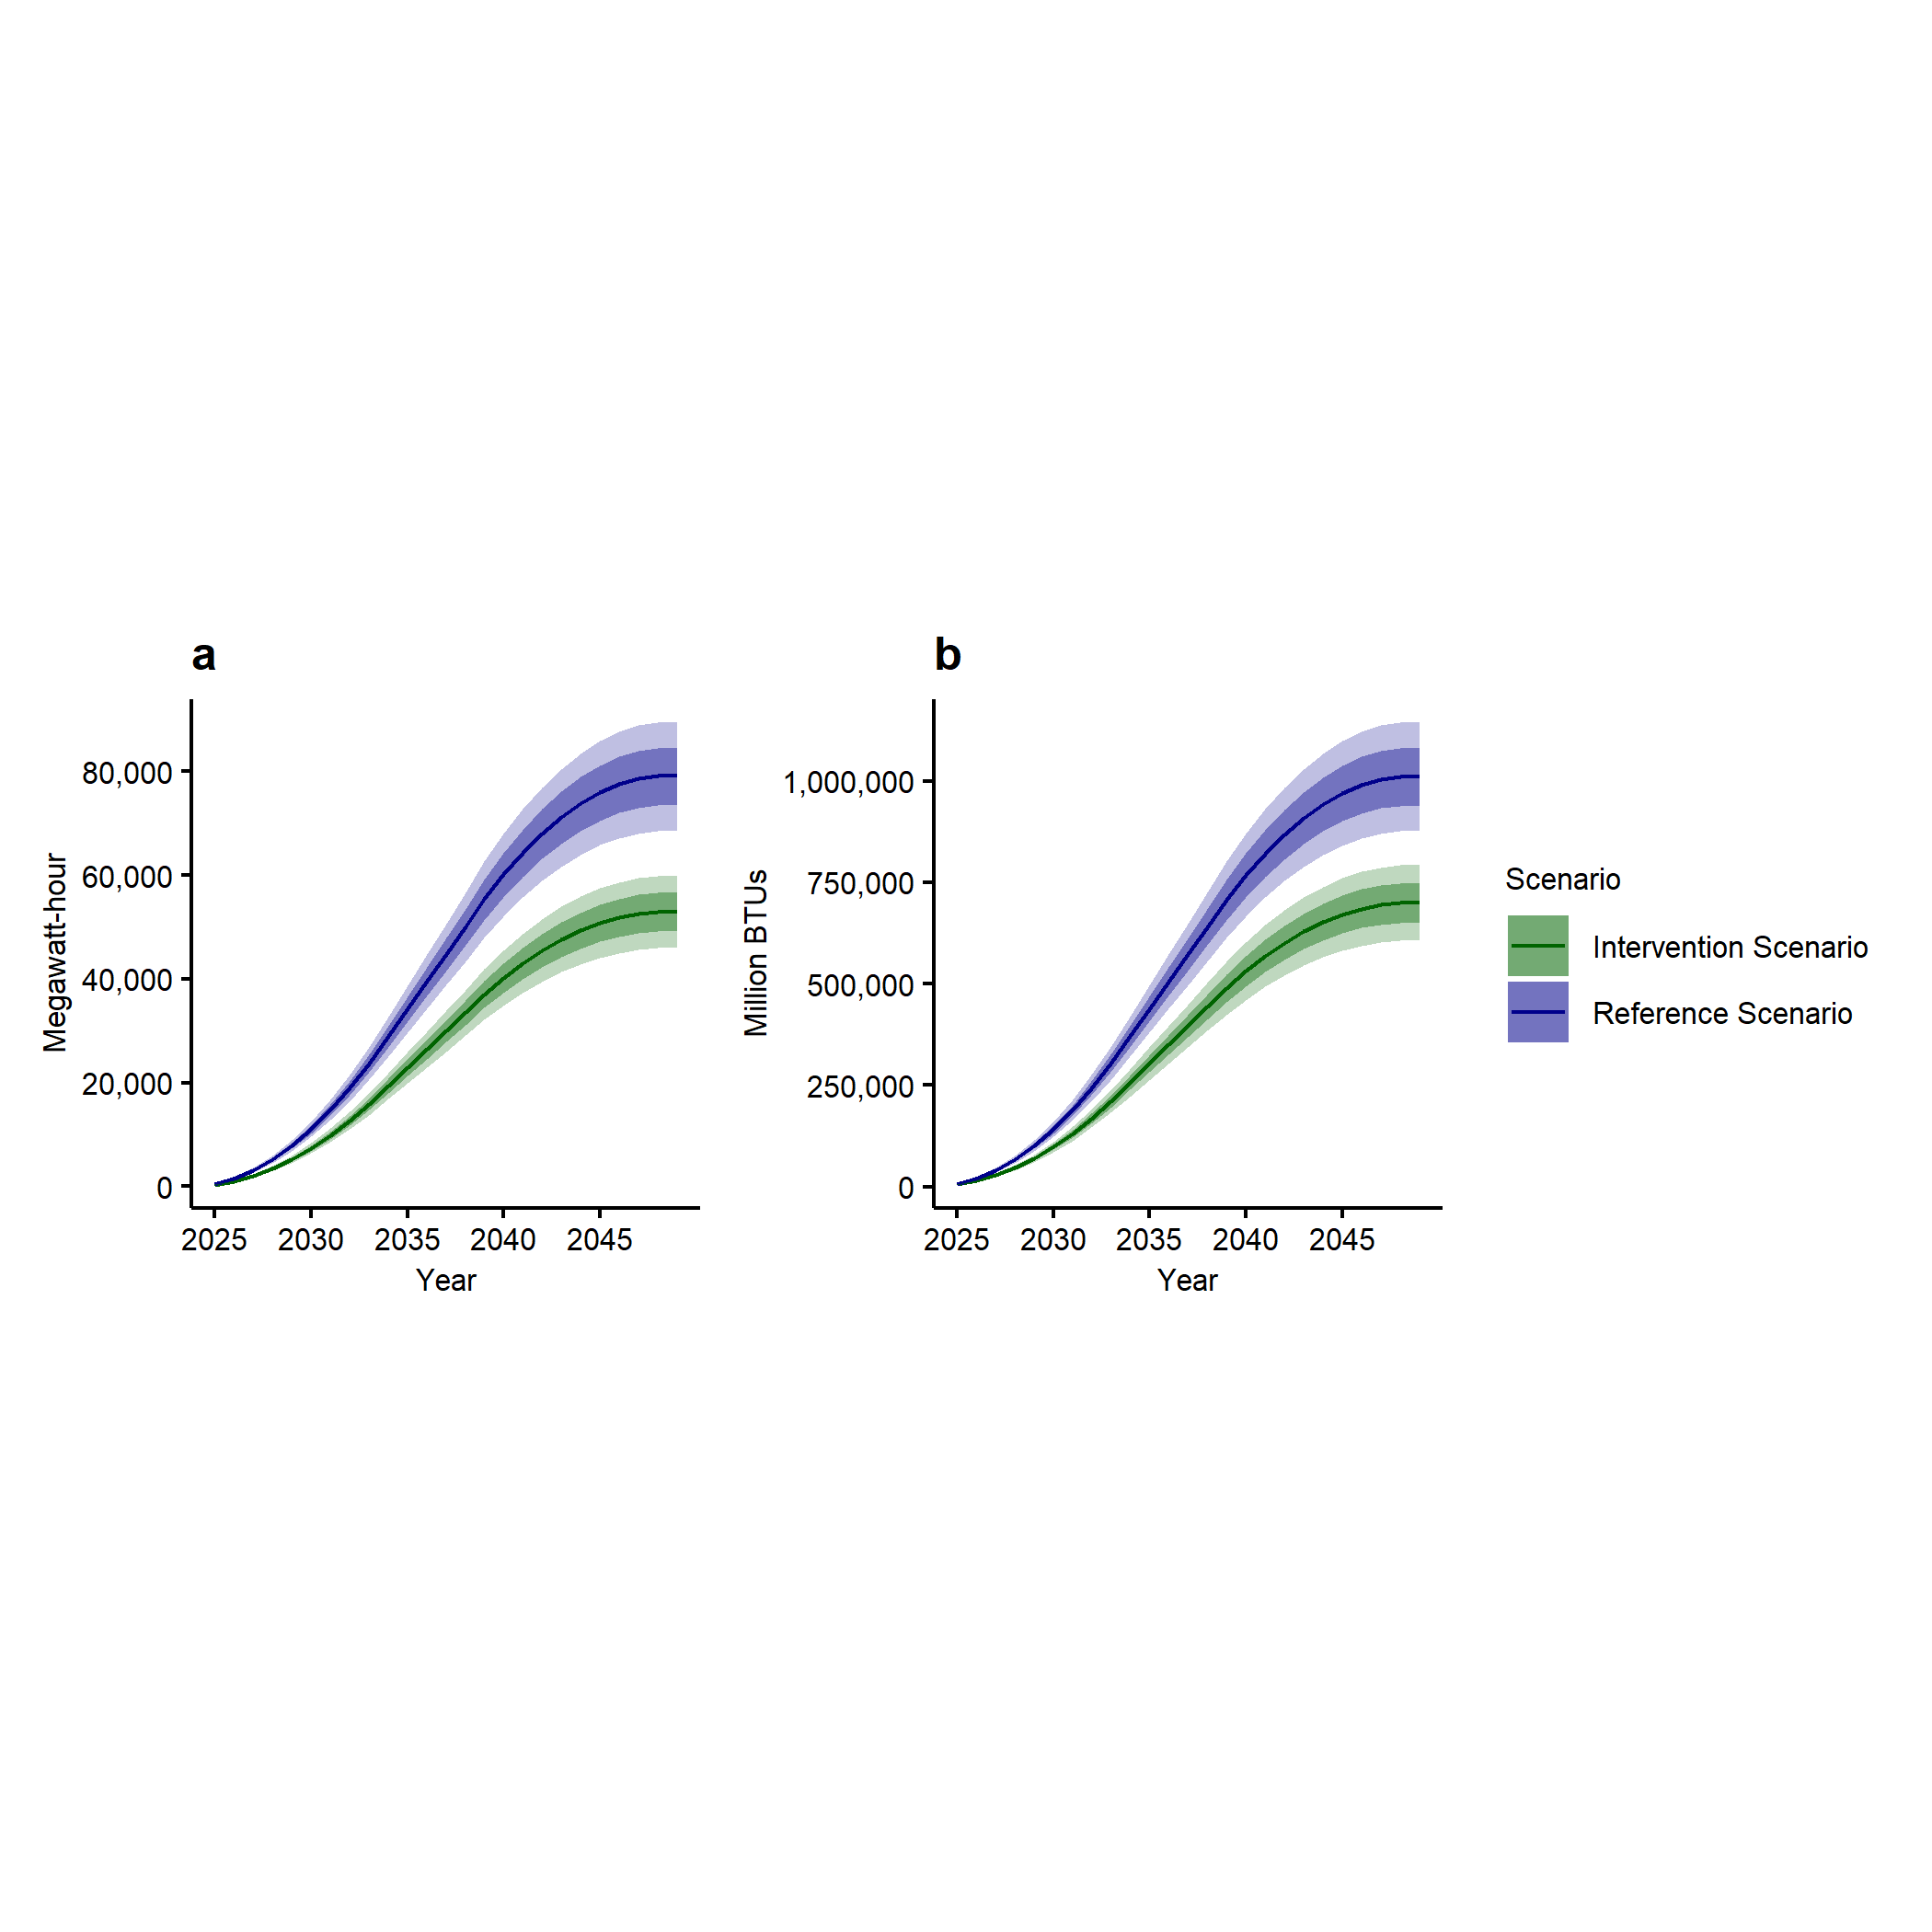 a
Megawatt-hour
80,000
60,000
40,000
20,000
0
2025 2030 2035 2040 2045
Year
b
Million BTUs
1,000,000
750,000
500,000
250,000
0
2025 2030 2035 2040 2045
Year
Scenario
Intervention Scenario
Reference Scenario